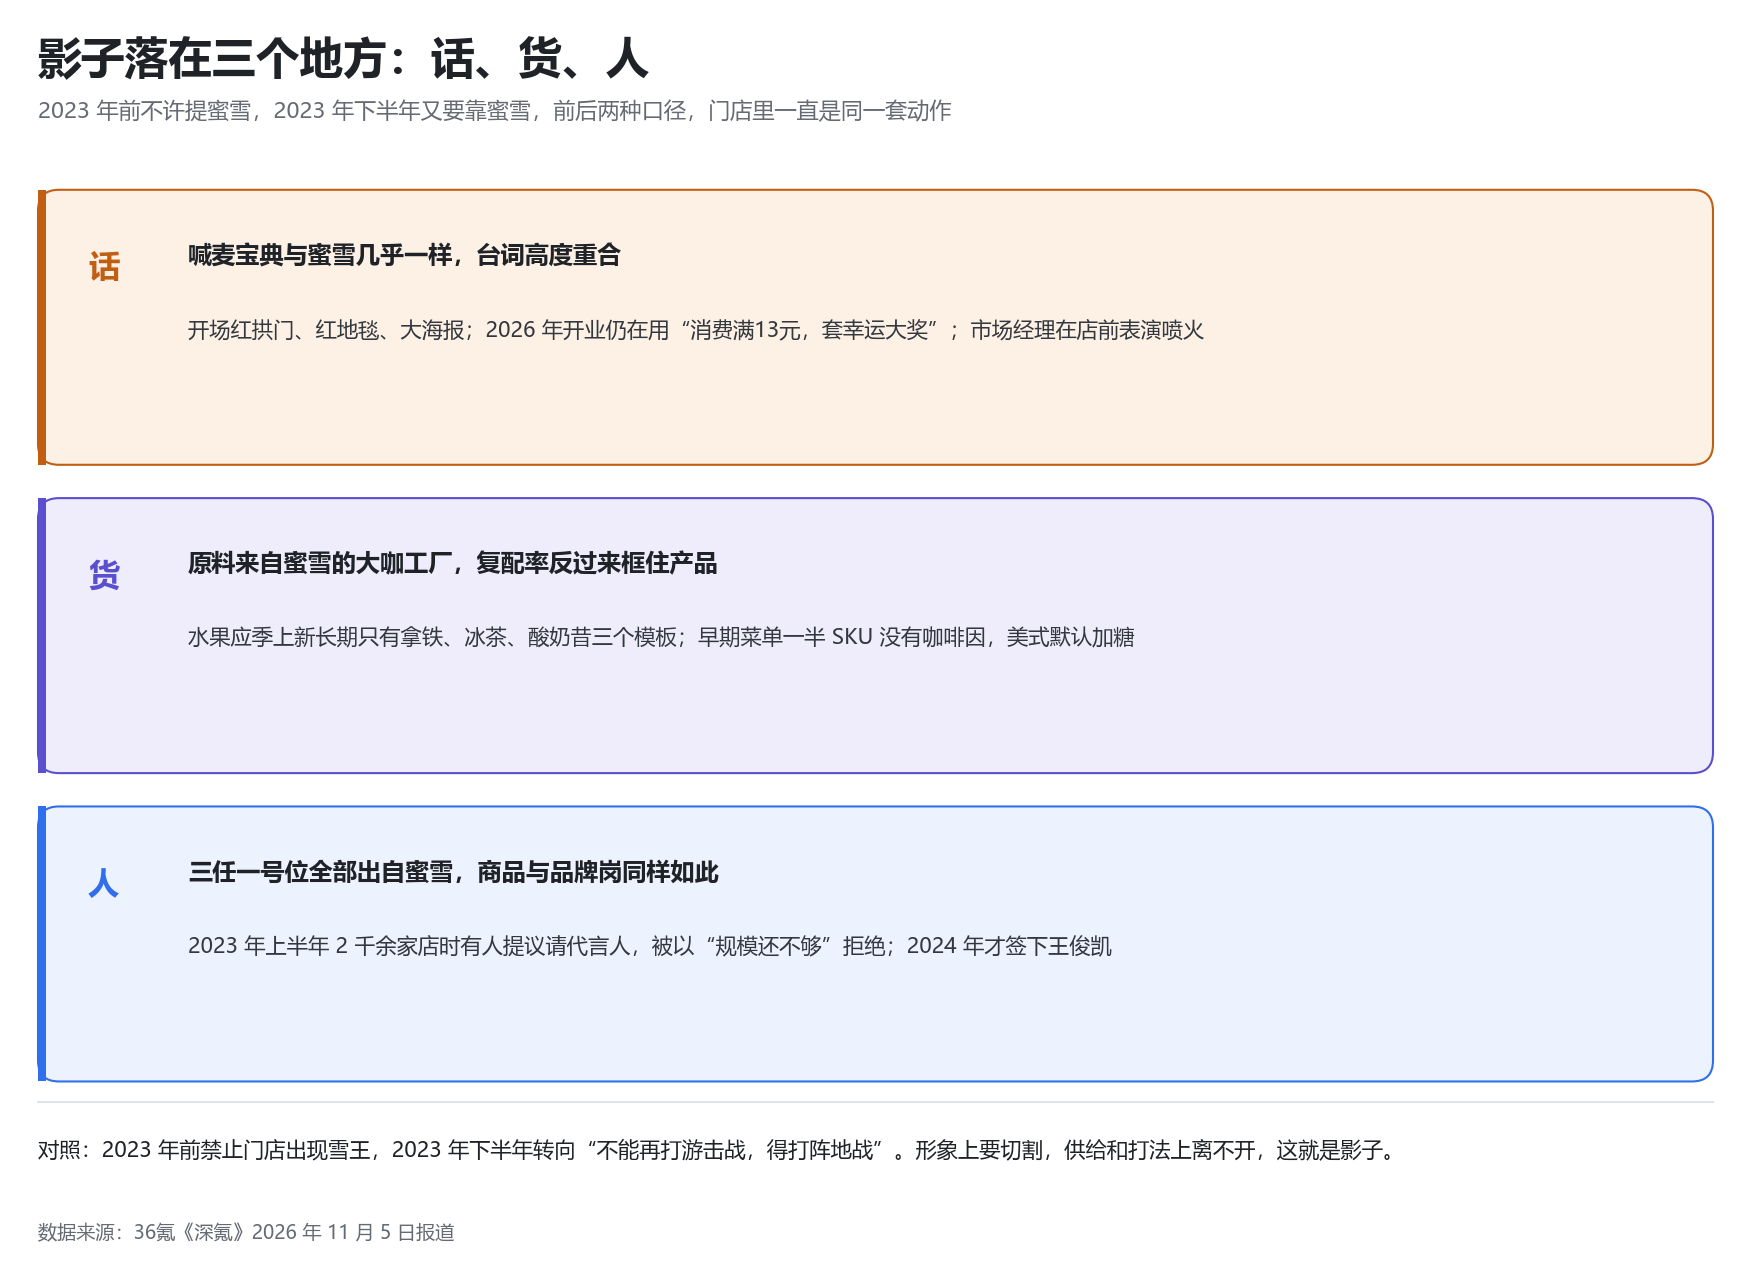 影子落在三个地方：话、货、人
2023 年前不许提蜜雪，2023 年下半年又要靠蜜雪，前后两种口径，门店里一直是同一套动作
话
喊麦宝典与蜜雪几乎一样，台词高度重合
开场红拱门、红地毯、大海报；2026 年开业仍在用“消费满13元，套幸运大奖”；市场经理在店前表演喷火
货
原料来自蜜雪的大咖工厂，复配率反过来框住产品
水果应季上新长期只有拿铁、冰茶、酸奶昔三个模板；早期菜单一半 SKU 没有咖啡因，美式默认加糖
人
三任一号位全部出自蜜雪，商品与品牌岗同样如此
2023 年上半年 2 千余家店时有人提议请代言人，被以“规模还不够”拒绝；2024 年才签下王俊凯
对照：2023 年前禁止门店出现雪王，2023 年下半年转向“不能再打游击战，得打阵地战”。形象上要切割，供给和打法上离不开，这就是影子。
数据来源：36氪《深氪》2026 年 11 月 5 日报道